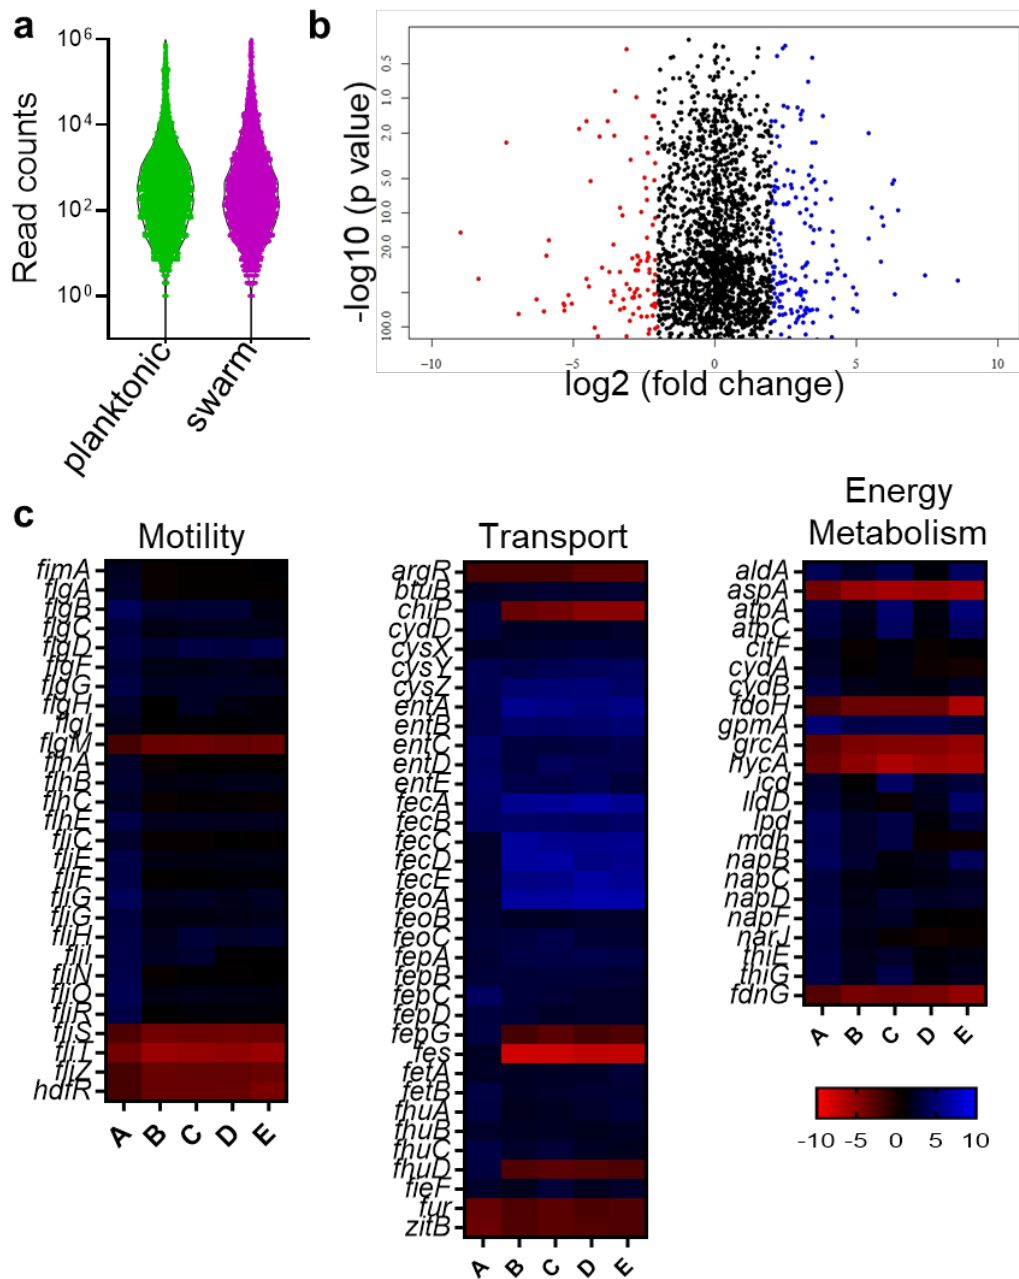 a
10^6
10^4
10^2
10^0
Read counts
planktonic
swarm
b
0.5
1.0
2.0
5.0
10.0
20.0
100.0
-log10 (p value)
-10
-5
0
5
10
log2 (fold change)
c
Motility
fimA
flgA
flgB
flgC
flgD
flgF
flgG
flgH
flgI
flgM
flhA
flhB
flhC
flhE
fliC
fliE
fliF
fliG
fliG
fliH
fliI
fliN
fliO
fliR
fliS
fliT
fliZ
hdfR
A
B
C
D
E
Transport
argR
btuB
chiP
cydD
cysX
cysY
cysZ
entA
entB
entC
entD
entE
fecA
fecB
fecC
fecD
fecE
feoA
feoB
feoC
fepA
fepB
fepC
fepD
fepG
fes
fetA
fetB
fhuA
fhuB
fhuC
fhuD
fieF
fur
zitB
A
B
C
D
E
Energy
Metabolism
aldA
aspA
atpA
atpC
citF
cydA
cydB
fdoH
gpmA
grcA
hycA
icd
lldD
lpd
mdh
napB
napC
napD
napF
narJ
thiE
thiG
fdnG
A
B
C
D
E
-10 -5 0 5 10